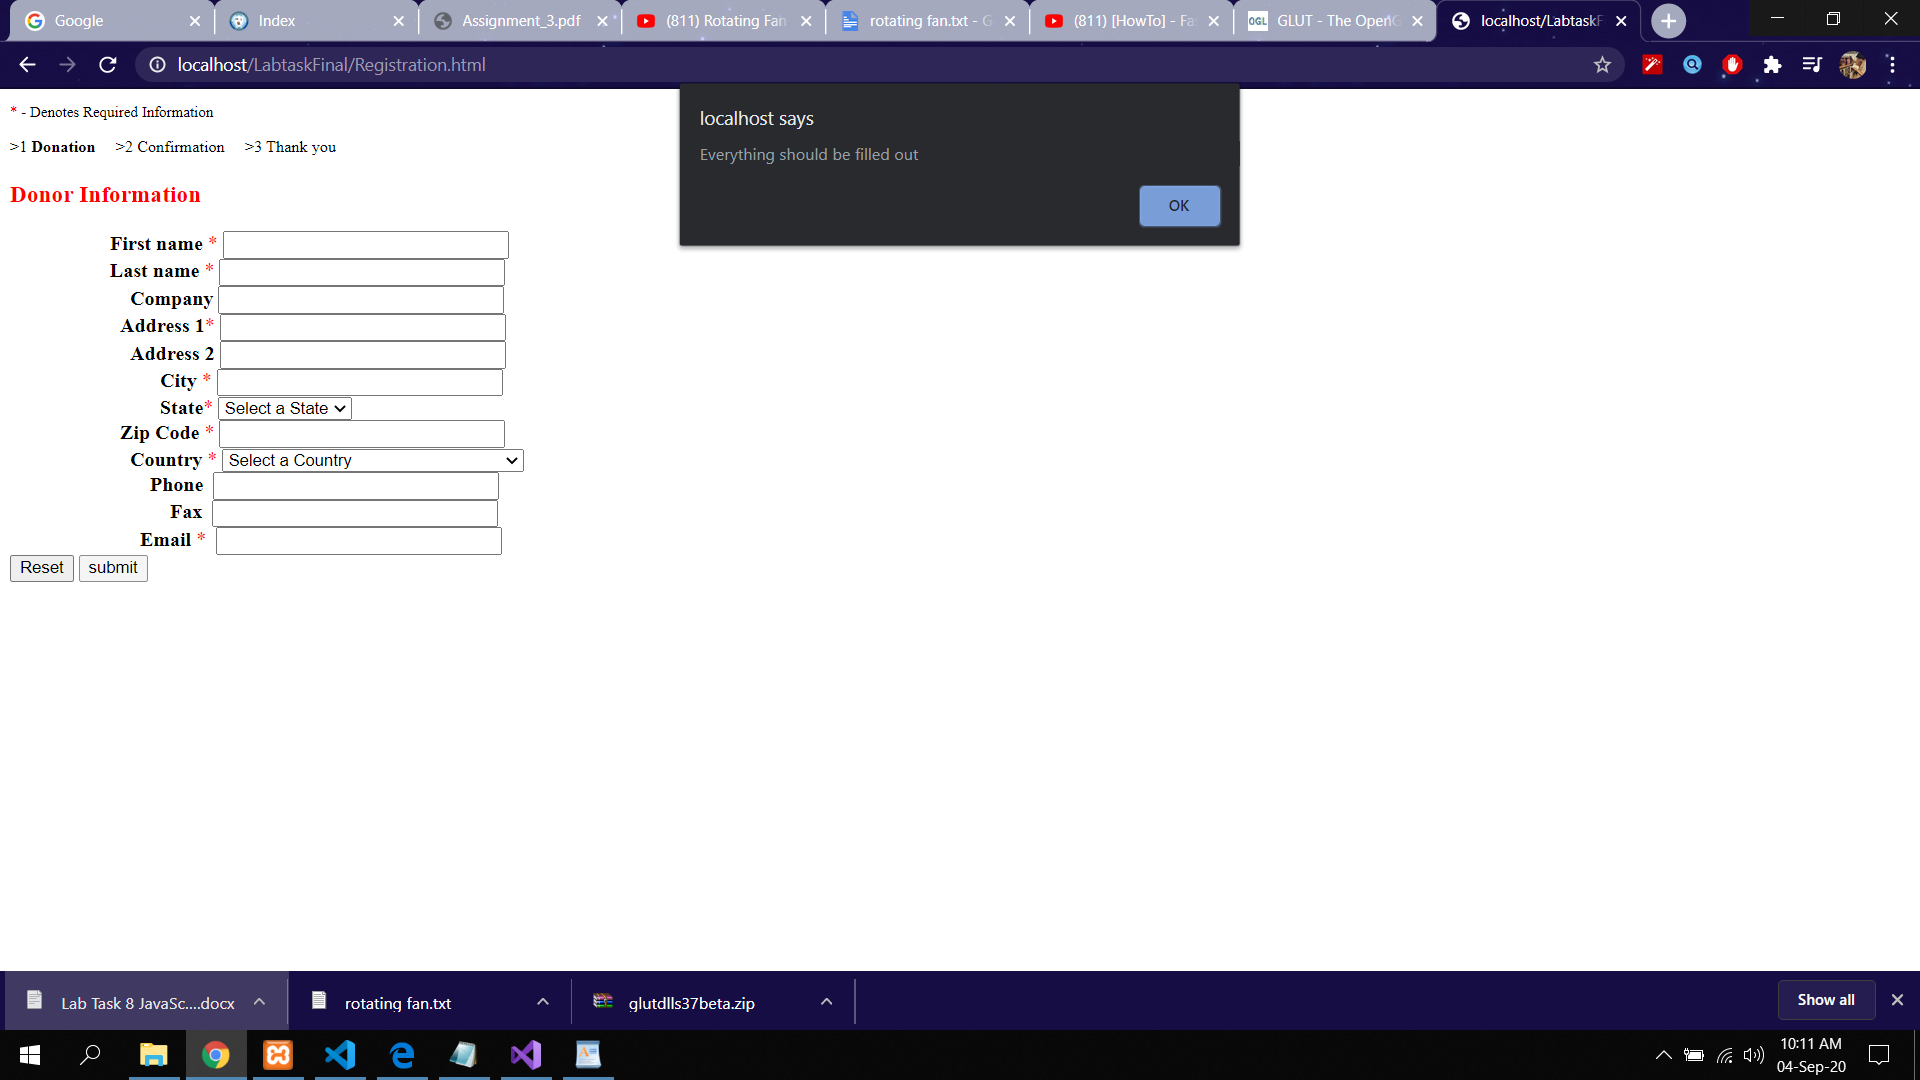 Google
Index
Assignment_3.pdf
(811) Rotating Fan
rotating fan.txt - G
(811) [HowTo] - Fa
OGL
GLUT - The OpenG
localhost/LabtaskF
localhost/LabtaskFinal/Registration.html
* - Denotes Required Information
>1 Donation >2 Confirmation >3 Thank you
localhost says
Everything should be filled out
OK
Donor Information
First name *
Last name *
Company
Address 1*
Address 2
City *
State* Select a State
Zip Code *
Country * Select a Country
Phone
Fax
Email *
Reset submit
Lab Task 8 JavaSc....docx
rotating fan.txt
glutdlls37beta.zip
Show all
10:11 AM
04-Sep-20